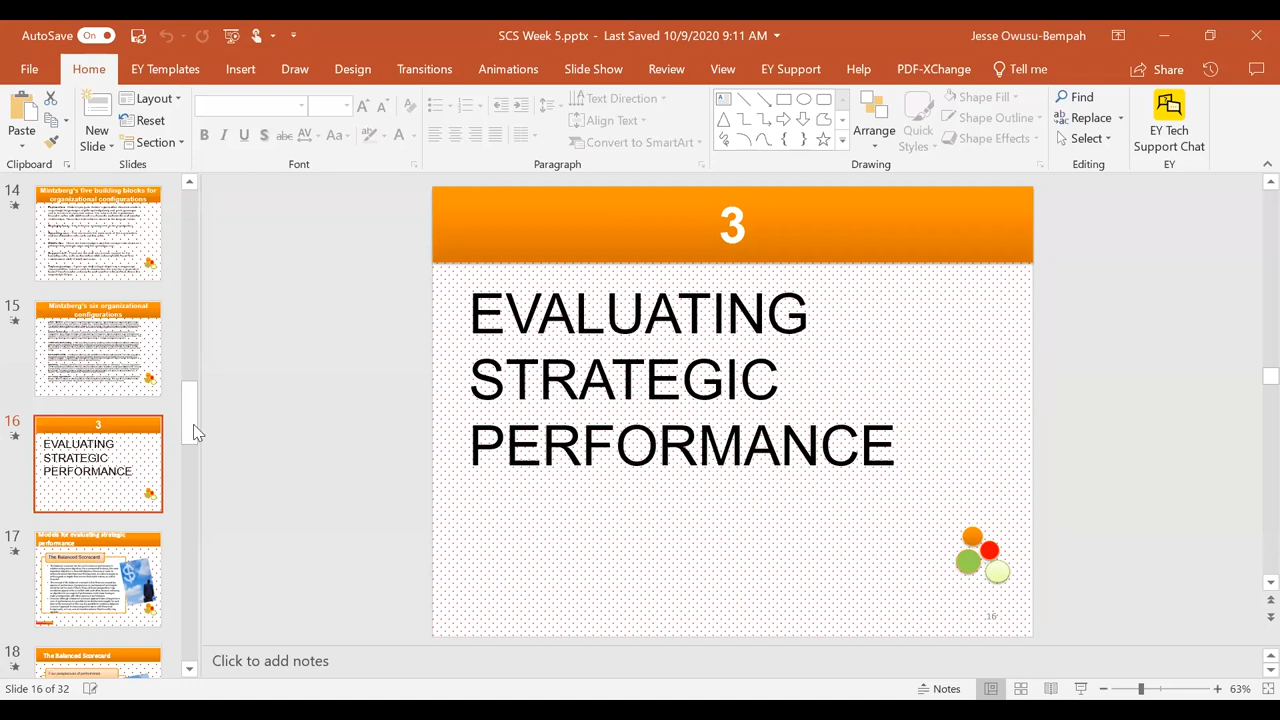 AutoSave On
SCS Week 5.pptx - Last Saved 10/9/2020 9:11 AM
Jesse Owusu-Bempah
File Home EY Templates Insert Draw Design Transitions Animations Slide Show Review View EY Support Help PDF-XChange Tell me Share
Paste
Clipboard
New Slide
Layout
Reset
Section
Slides
B I U S abc AV Aa A
Font
Text Direction
Align Text
Convert to SmartArt
Paragraph
Arrange
Quick Styles
Shape Fill
Shape Outline
Shape Effects
Drawing
Find
Replace
Select
Editing
EY Tech
Support Chat
EY
14
Mintzberg's five building blocks for
organizational configurations
15
Mintzberg's six organizational
configurations
16
3
EVALUATING
STRATEGIC
PERFORMANCE
17
Models for evaluating strategic
performance
The Balanced Scorecard
18
The Balanced Scorecard
3
EVALUATING
STRATEGIC
PERFORMANCE
16
Click to add notes
Slide 16 of 32
Notes
63%